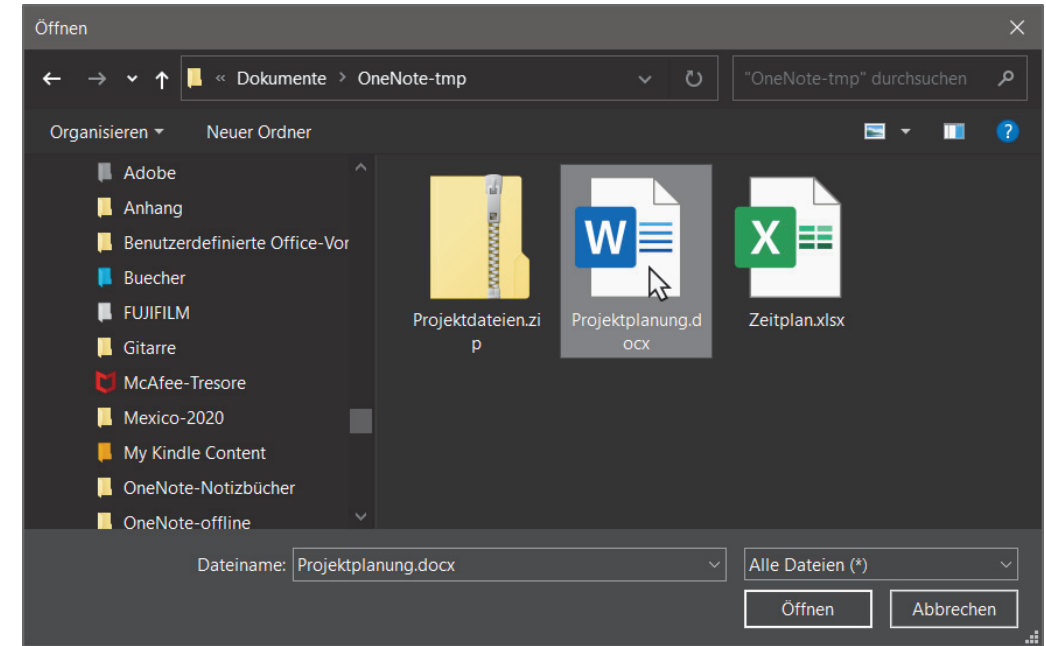 Öffnen
« Dokumente > OneNote-tmp
"OneNote-tmp" durchsuchen
Organisieren
Neuer Ordner
?
Adobe
Anhang
Benutzerdefinierte Office-Vor
Buecher
FUJIFILM
Gitarre
McAfee-Tresore
Mexico-2020
My Kindle Content
OneNote-Notizbücher
OneNote-offline
Projektdateien.zi
p
W
Projektplanung.d
ocx
X
Zeitplan.xlsx
Dateiname: Projektplanung.docx
Alle Dateien (*)
Öffnen
Abbrechen